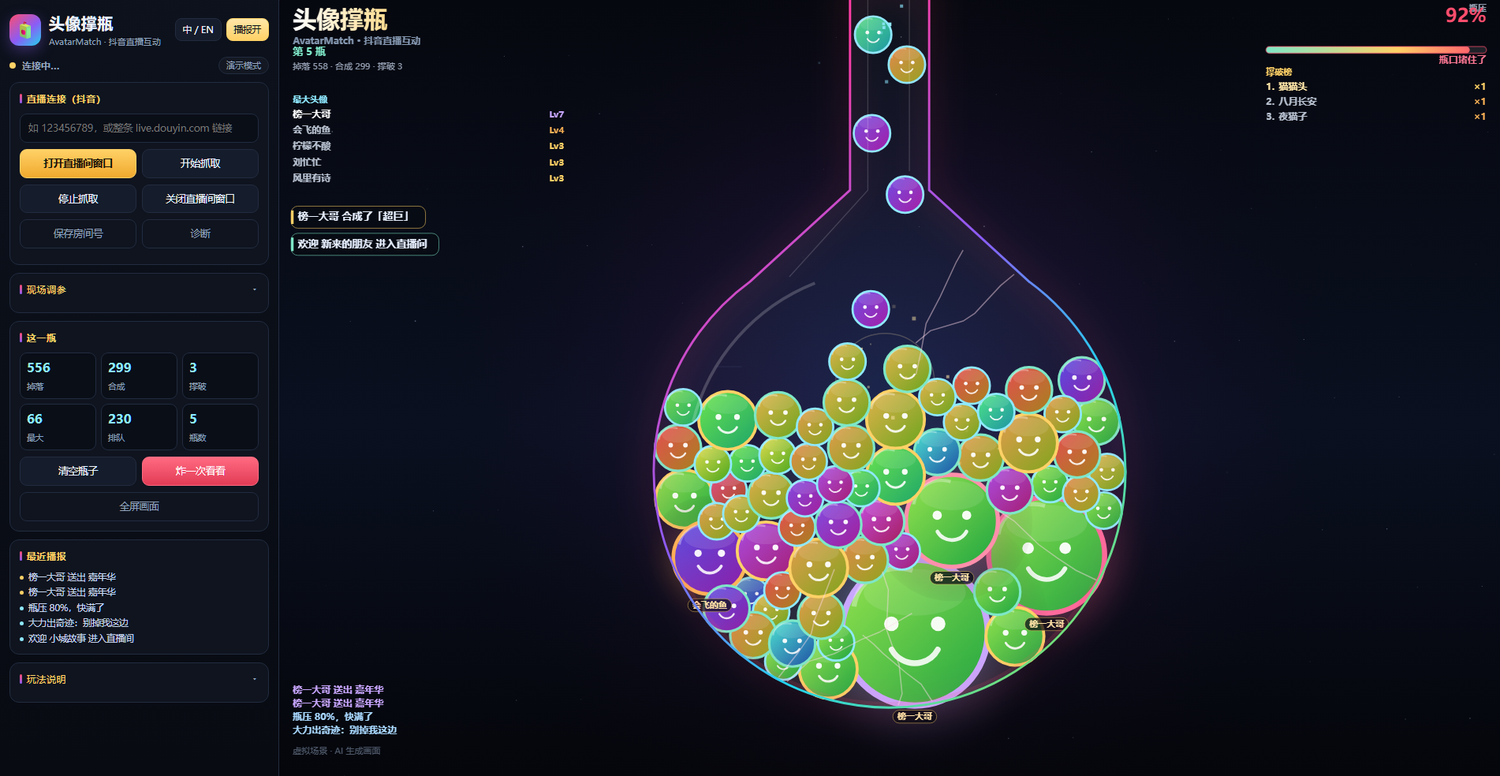 头像撑瓶
AvatarMatch · 抖音直播互动
中 / EN
播报开
连接中...
演示模式
直播连接（抖音）
如 123456789，或整条 live.douyin.com 链接
打开直播间窗口
开始抓取
停止抓取
关闭直播间窗口
保存房间号
诊断
现场调参
这一瓶
556
掉落
299
合成
3
撑破
66
最大
230
排队
5
瓶数
清空瓶子
炸一次看看
全屏画面
最近播报
榜一大哥 送出 嘉年华
榜一大哥 送出 嘉年华
瓶压 80%，快满了
大力出奇迹：别掉我这边
欢迎 小城故事 进入直播间
玩法说明
头像撑瓶
AvatarMatch · 抖音直播互动
第 5 瓶
掉落 558 · 合成 299 · 撑破 3
最大头像
榜一大哥 Lv7
会飞的鱼 Lv4
柠檬不酸 Lv3
刘忙忙 Lv3
风里有诗 Lv3
榜一大哥 合成了「超巨」
欢迎 新来的朋友 进入直播间
瓶压
92%
瓶口堵住了
撑破榜
1. 猫猫头 ×1
2. 八月长安 ×1
3. 夜猫子 ×1
榜一大哥
会飞的鱼
榜一大哥
榜一大哥
榜一大哥 送出 嘉年华
榜一大哥 送出 嘉年华
瓶压 80%，快满了
大力出奇迹：别掉我这边
虚拟场景 · AI 生成画面